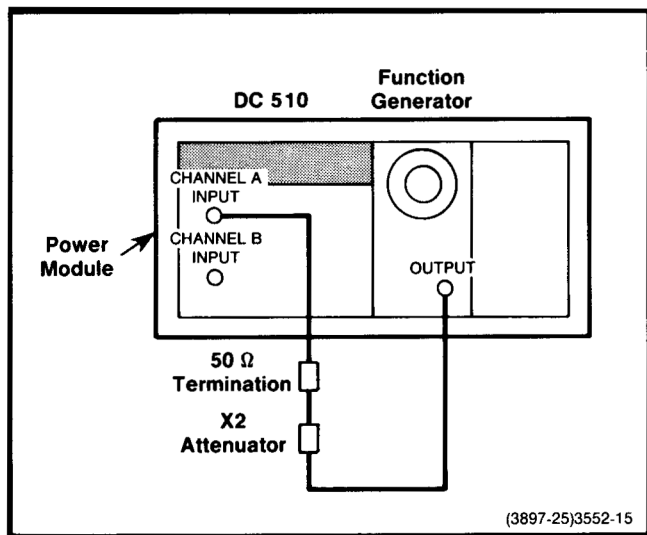 DC 510
Function
Generator
CHANNEL A
INPUT
CHANNEL B
INPUT
Power
Module
OUTPUT
50 Ω
Termination
X2
Attenuator
(3897-25)3552-15